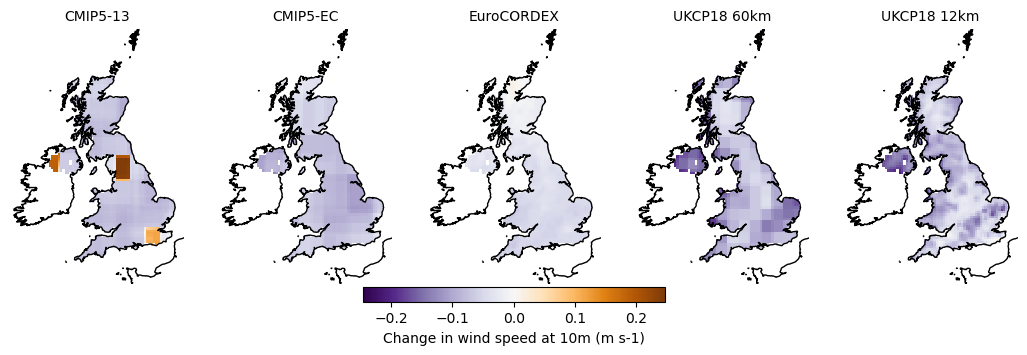 CMIP5-13
CMIP5-EC
EuroCORDEX
UKCP18 60km
UKCP18 12km
−0.2 −0.1 0.0 0.1 0.2
Change in wind speed at 10m (m s-1)